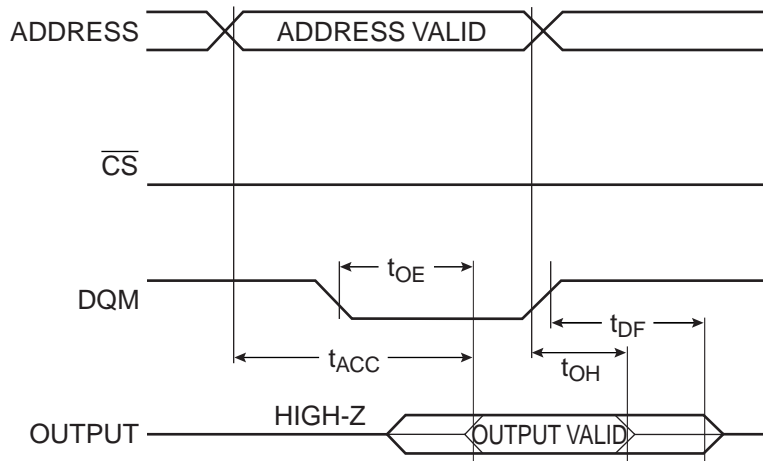 ADDRESS
ADDRESS VALID
CS
DQM
tOE
tDF
tACC
tOH
HIGH-Z
OUTPUT
OUTPUT VALID